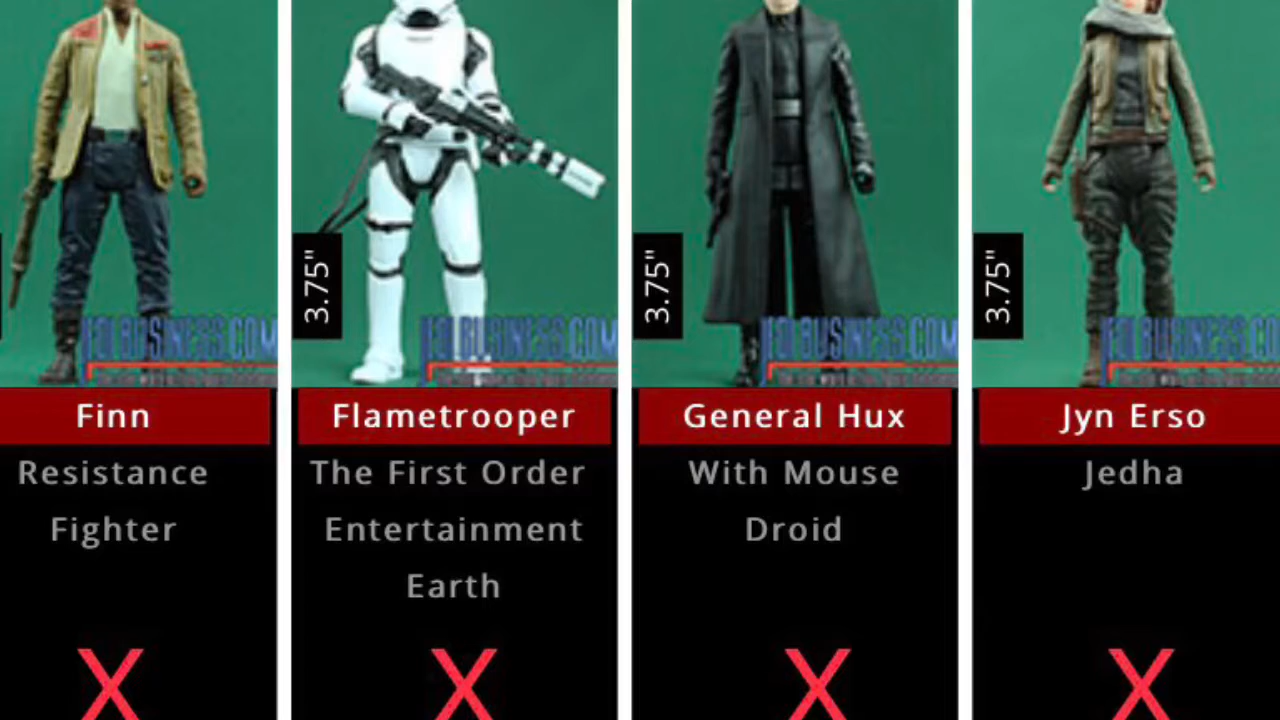 3.75"
3.75"
3.75"
Finn
Resistance
Fighter
X
Flametrooper
The First Order
Entertainment
Earth
X
General Hux
With Mouse
Droid
X
Jyn Erso
Jedha
X